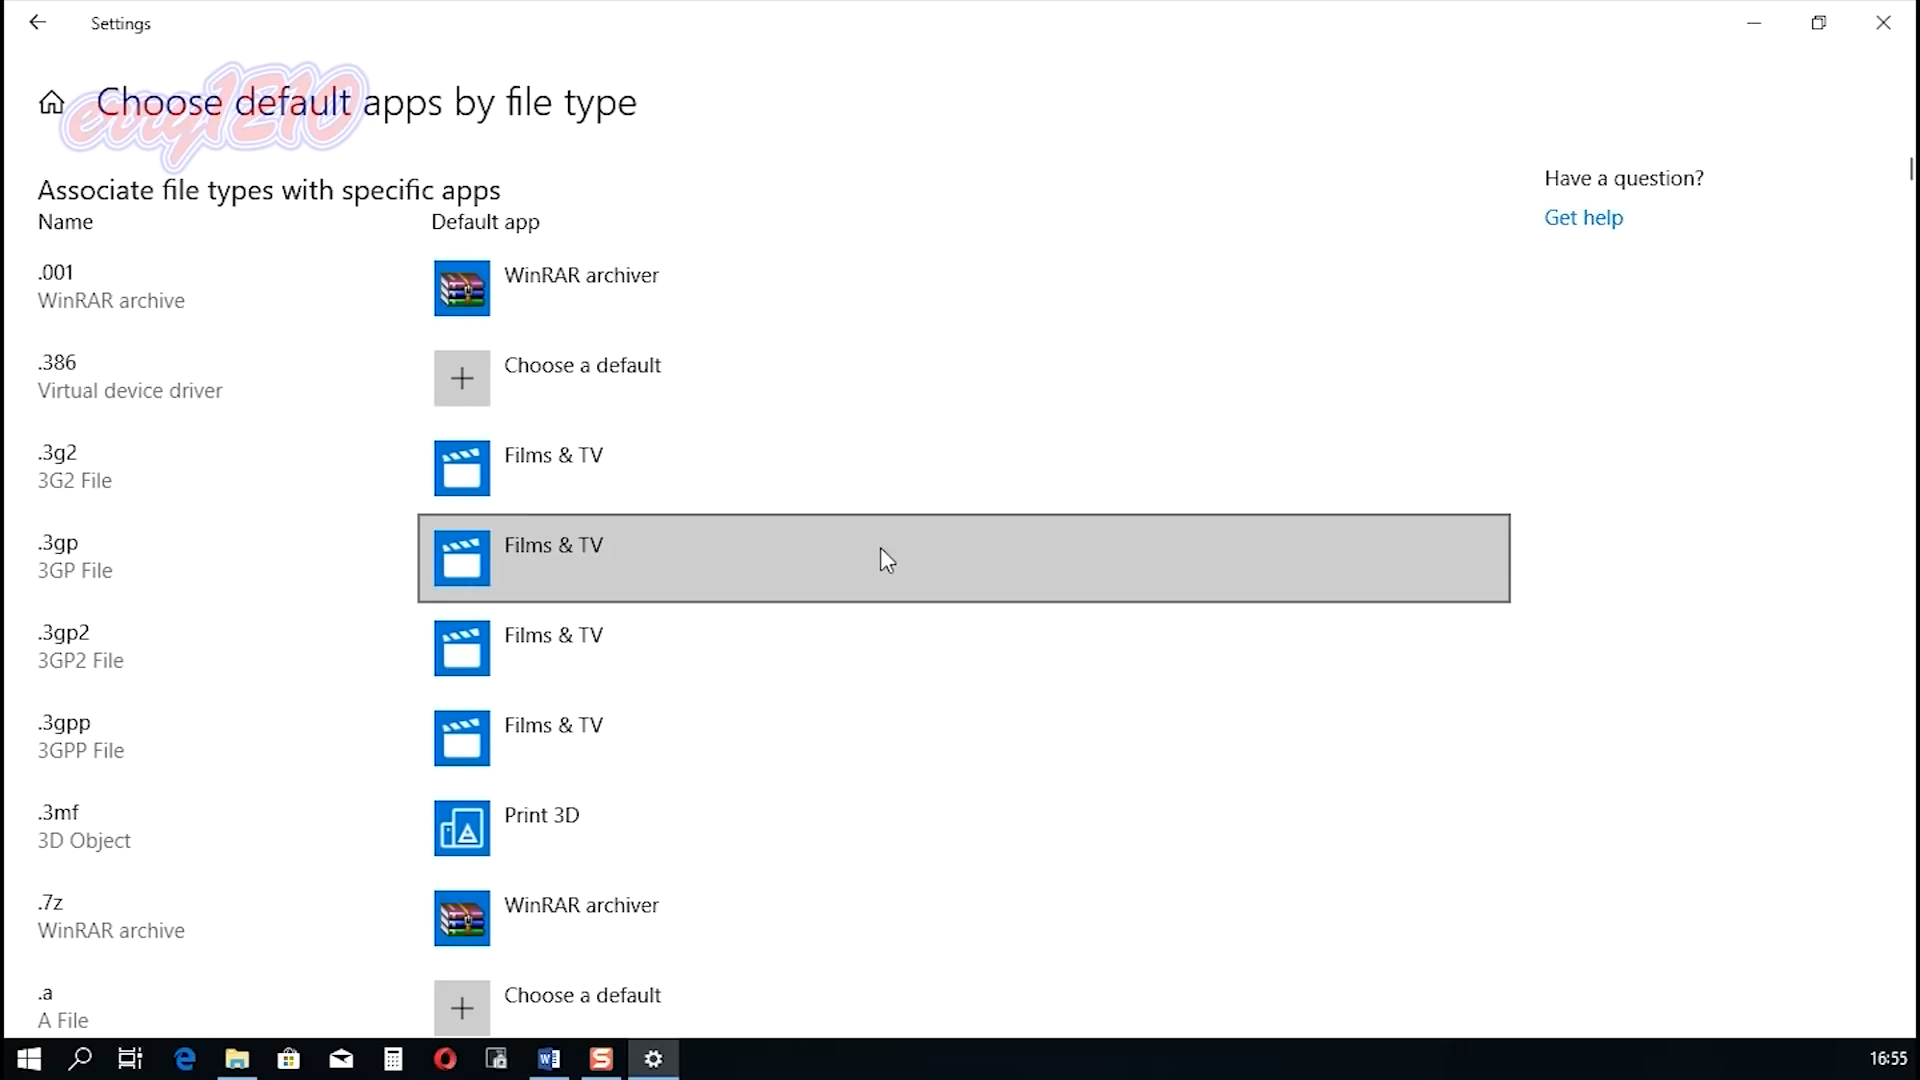 Settings
erry1210
Choose default apps by file type
Associate file types with specific apps
Name
Default app
Have a question?
Get help
.001
WinRAR archive
WinRAR archiver
.386
Virtual device driver
Choose a default
.3g2
3G2 File
Films & TV
.3gp
3GP File
Films & TV
.3gp2
3GP2 File
Films & TV
.3gpp
3GPP File
Films & TV
.3mf
3D Object
Print 3D
.7z
WinRAR archive
WinRAR archiver
.a
A File
Choose a default
16:55